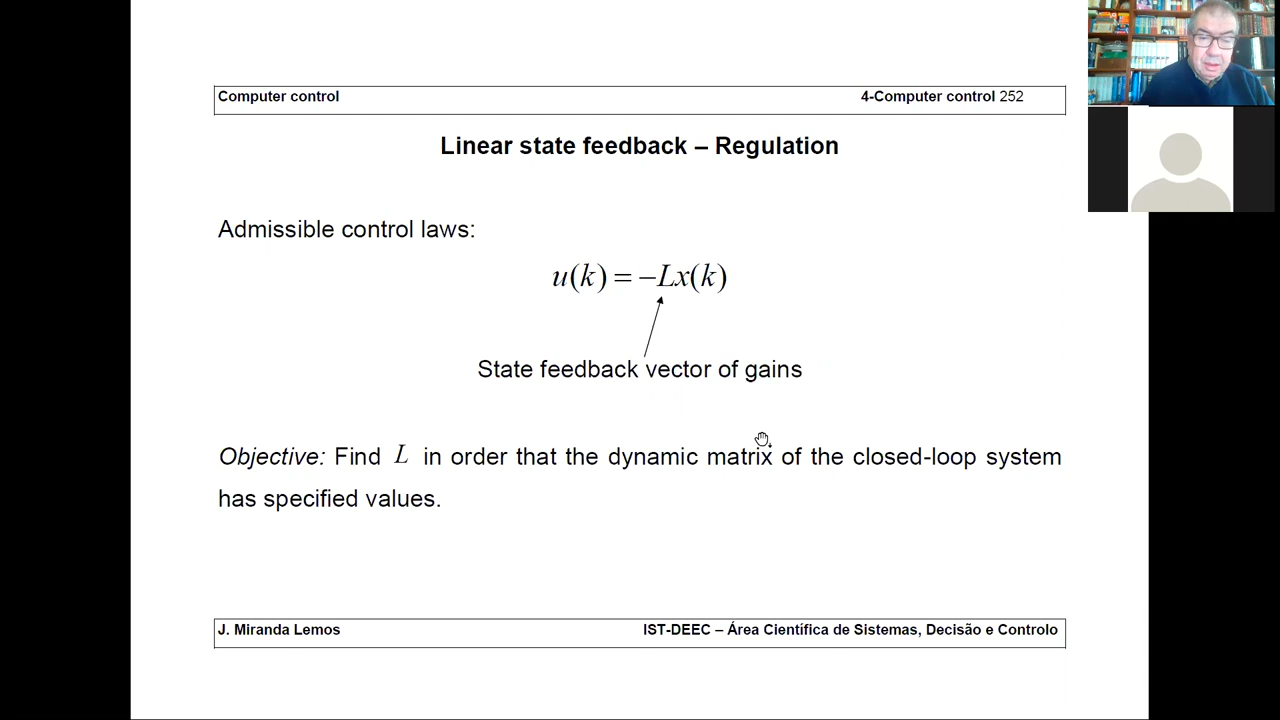 Computer control
4-Computer control 252
Linear state feedback – Regulation
Admissible control laws:
u(k) = −Lx(k)
State feedback vector of gains
Objective: Find L in order that the dynamic matrix of the closed-loop system
has specified values.
J. Miranda Lemos
IST-DEEC – Área Científica de Sistemas, Decisão e Controlo